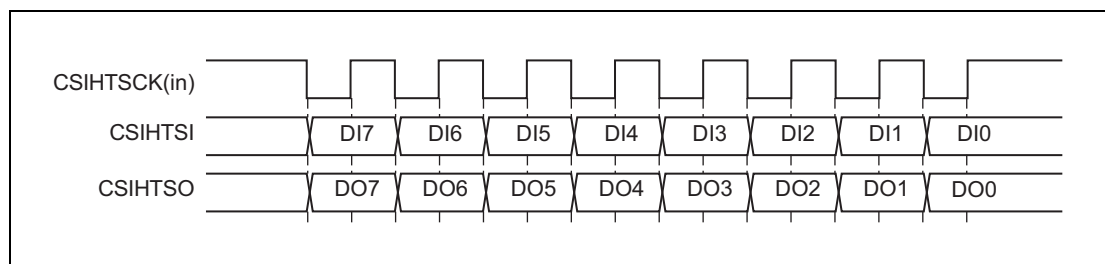 CSIHTSCK(in)
CSIHTSI DI7 DI6 DI5 DI4 DI3 DI2 DI1 DI0
CSIHTSO DO7 DO6 DO5 DO4 DO3 DO2 DO1 DO0